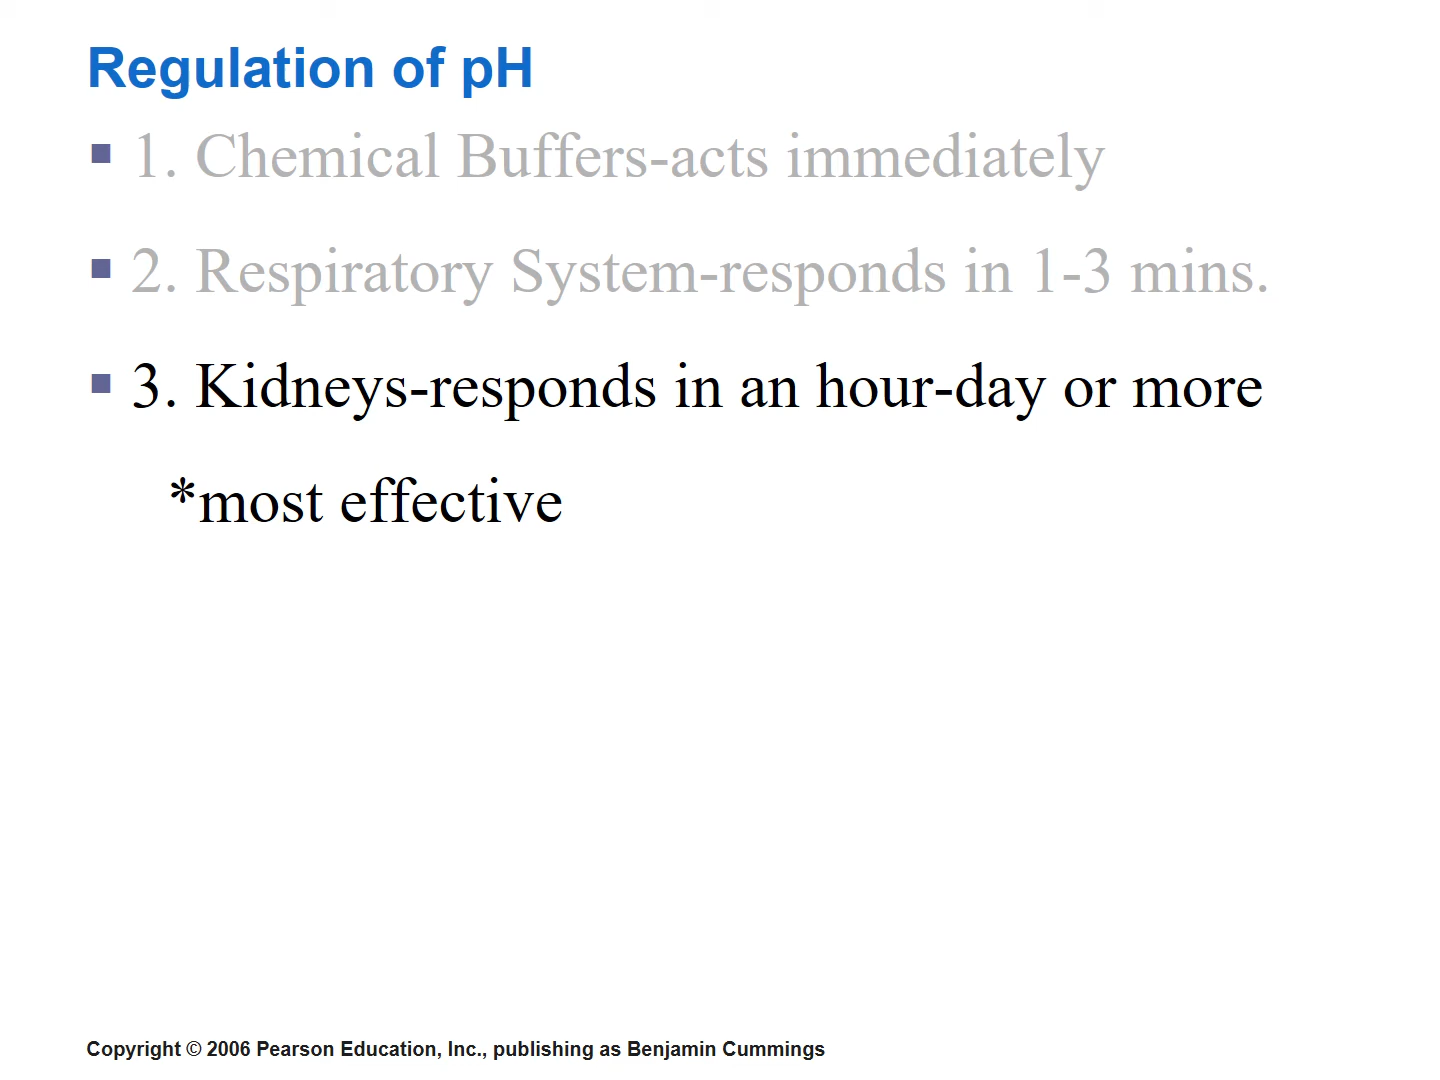 Regulation of pH
▪ 1. Chemical Buffers-acts immediately
▪ 2. Respiratory System-responds in 1-3 mins.
▪ 3. Kidneys-responds in an hour-day or more
*most effective
Copyright © 2006 Pearson Education, Inc., publishing as Benjamin Cummings